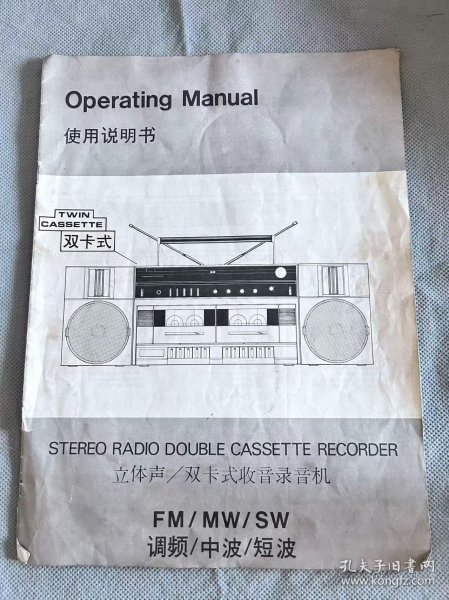 Operating Manual
使用说明书
TWIN
CASSETTE
双卡式
STEREO RADIO DOUBLE CASSETTE RECORDER
立体声/双卡式收音录音机
FM/MW/SW
调频/中波/短波
孔夫子旧书网
www.kongfz.com